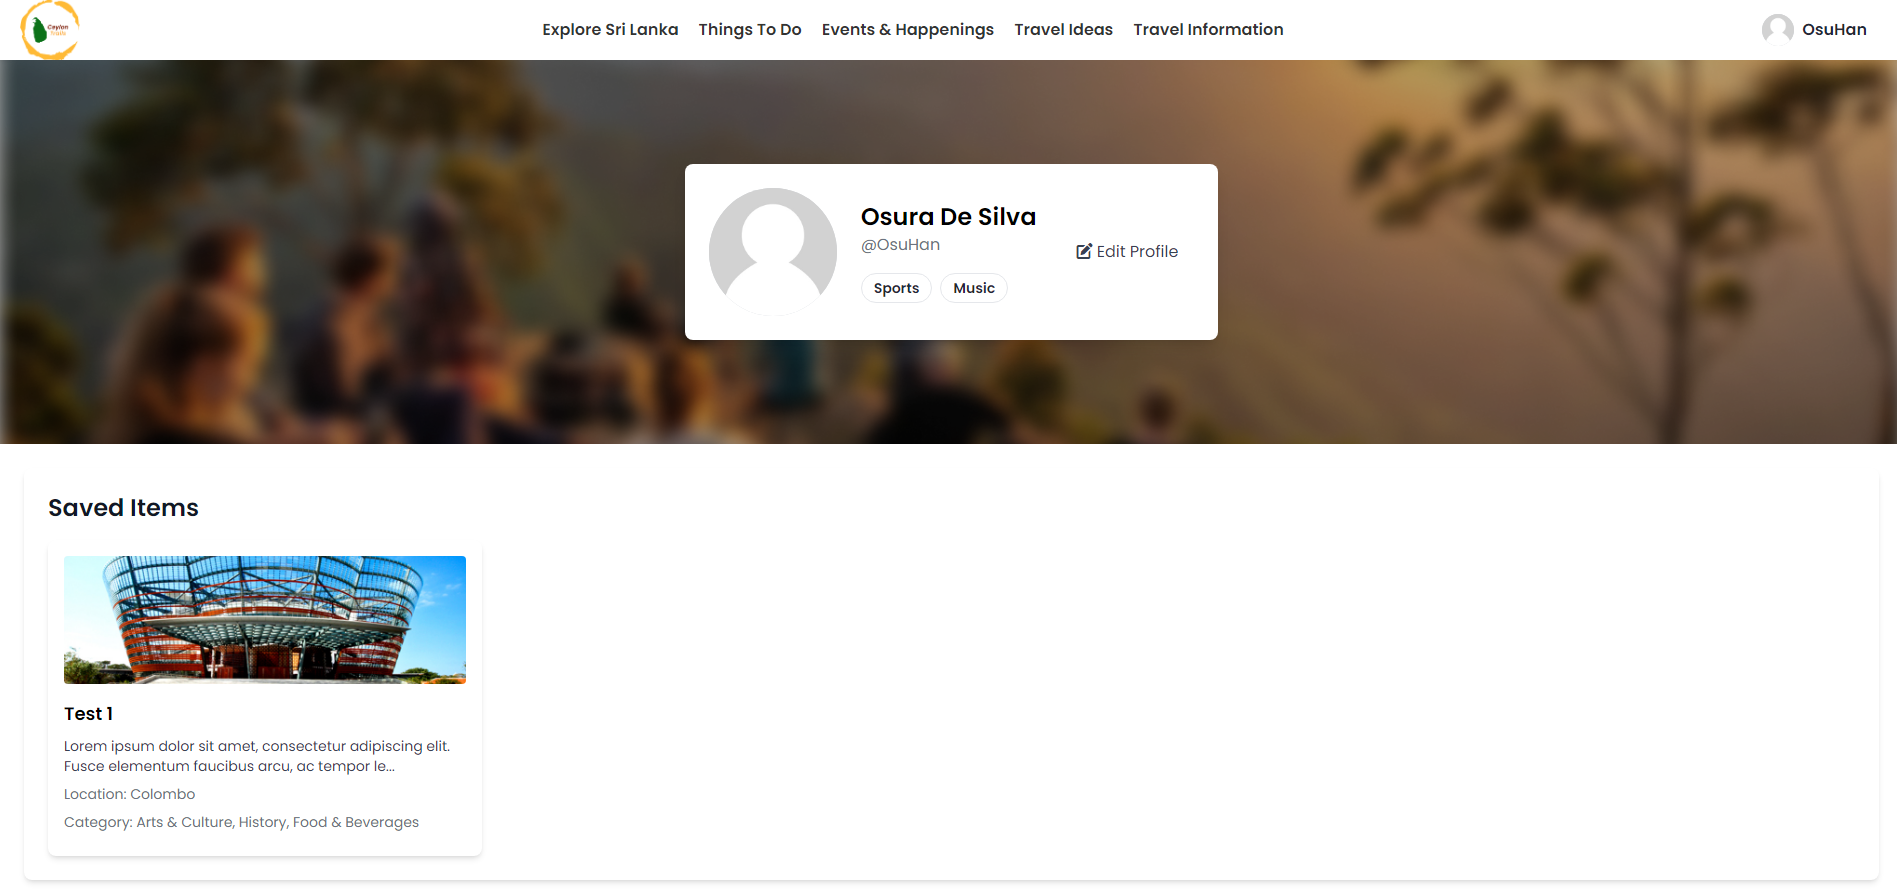 Ceylon
Trails
Explore Sri Lanka Things To Do Events & Happenings Travel Ideas Travel Information OsuHan
Osura De Silva
@OsuHan
Edit Profile
Sports Music
Saved Items
Test 1
Lorem ipsum dolor sit amet, consectetur adipiscing elit.
Fusce elementum faucibus arcu, ac tempor le...
Location: Colombo
Category: Arts & Culture, History, Food & Beverages